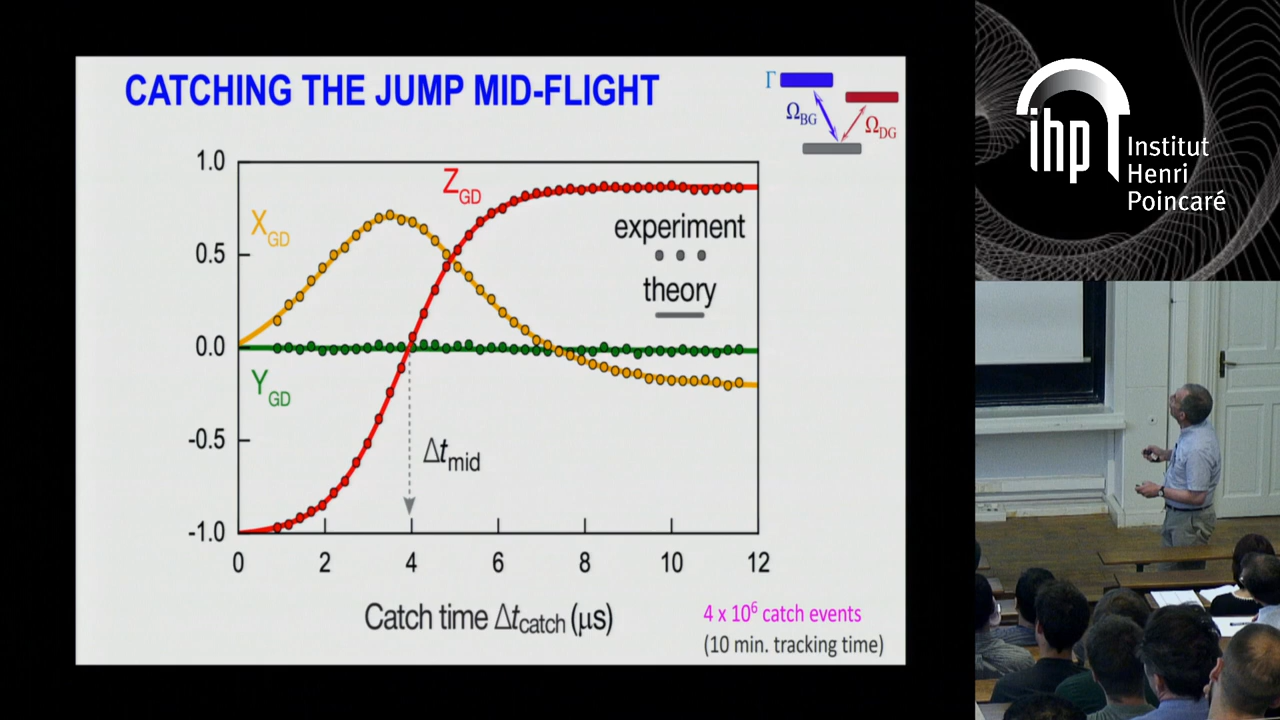 CATCHING THE JUMP MID-FLIGHT
Γ
Ω_BG
Ω_DG
1.0
0.5
0.0
-0.5
-1.0
X_GD
Z_GD
Y_GD
experiment
theory
Δt_mid
0 2 4 6 8 10 12
Catch time Δt_catch (μs)
4 x 10⁶ catch events
(10 min. tracking time)
ihp
Institut
Henri
Poincaré